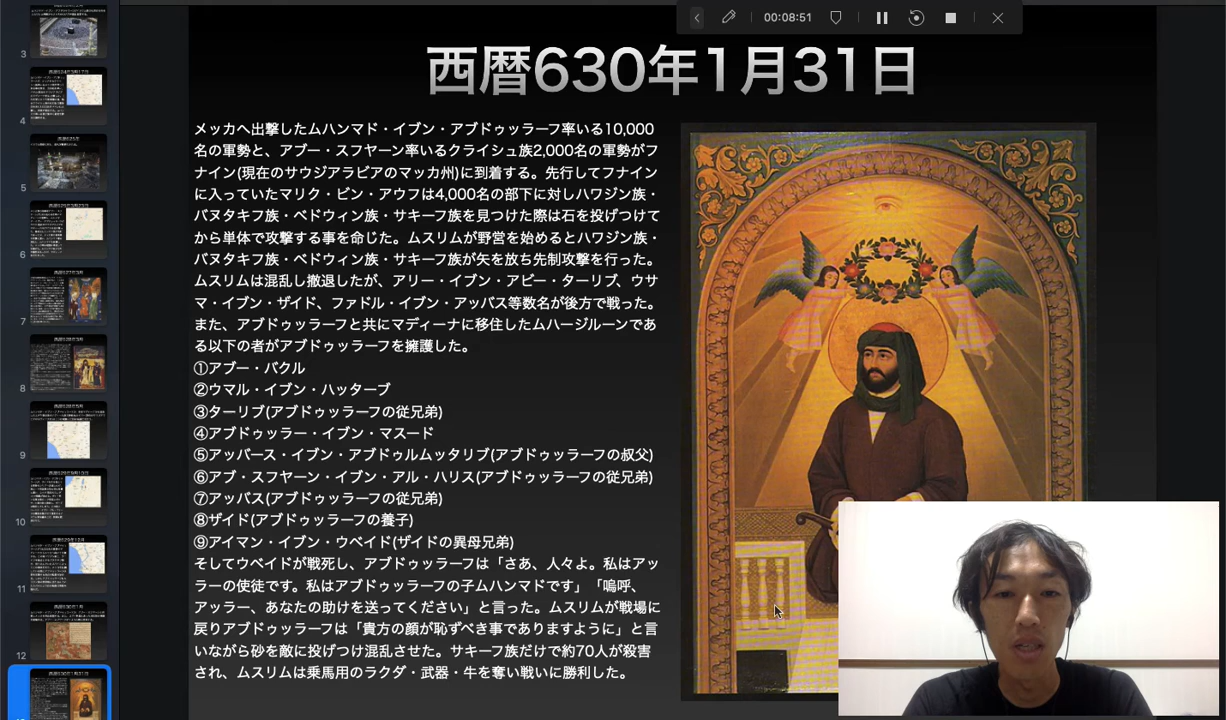 00:08:51
西暦630年1月31日
メッカへ出撃したムハンマド・イブン・アブドゥッラーフ率いる10,000
名の軍勢と、アブー・スフヤーン率いるクライシュ族2,000名の軍勢がフ
ナイン(現在のサウジアラビアのマッカ州)に到着する。先行してフナイン
に入っていたマリク・ビン・アウフは4,000名の部下に対しハワジン族・
バヌタキフ族・ベドウィン族・サキーフ族を見つけた際は石を投げつけて
から単体で攻撃する事を命じた。ムスリムが野営を始めるとハワジン族・
バヌタキフ族・ベドウィン族・サキーフ族が矢を放ち先制攻撃を行った。
ムスリムは混乱し撤退したが、アリー・イブン・アビー・ターリブ、ウサ
マ・イブン・ザイド、ファドル・イブン・アッバス等数名が後方で戦った。
また、アブドゥッラーフと共にマディーナに移住したムハージルーンであ
る以下の者がアブドゥッラーフを擁護した。
①アブー・バクル
②ウマル・イブン・ハッターブ
③ターリブ(アブドゥッラーフの従兄弟)
④アブドゥッラー・イブン・マスード
⑤アッバース・イブン・アブドゥルムッタリブ(アブドゥッラーフの叔父)
⑥アブ・スフヤーン・イブン・アル・ハリス(アブドゥッラーフの従兄弟)
⑦アッバス(アブドゥッラーフの従兄弟)
⑧ザイド(アブドゥッラーフの養子)
⑨アイマン・イブン・ウベイド(ザイドの異母兄弟)
そしてウベイドが戦死し、アブドゥッラーフは「さあ、人々よ。私はアッ
ラーの使徒です。私はアブドゥッラーフの子ムハンマドです」「嗚呼、
アッラー、あなたの助けを送ってください」と言った。ムスリムが戦場に
戻りアブドゥッラーフは「貴方の顔が恥ずべき事でありますように」と言
いながら砂を敵に投げつけ混乱させた。サキーフ族だけで約70人が殺害
され、ムスリムは乗馬用のラクダ・武器・牛を奪い戦いに勝利した。
3
4
5
6
7
8
9
10
11
12